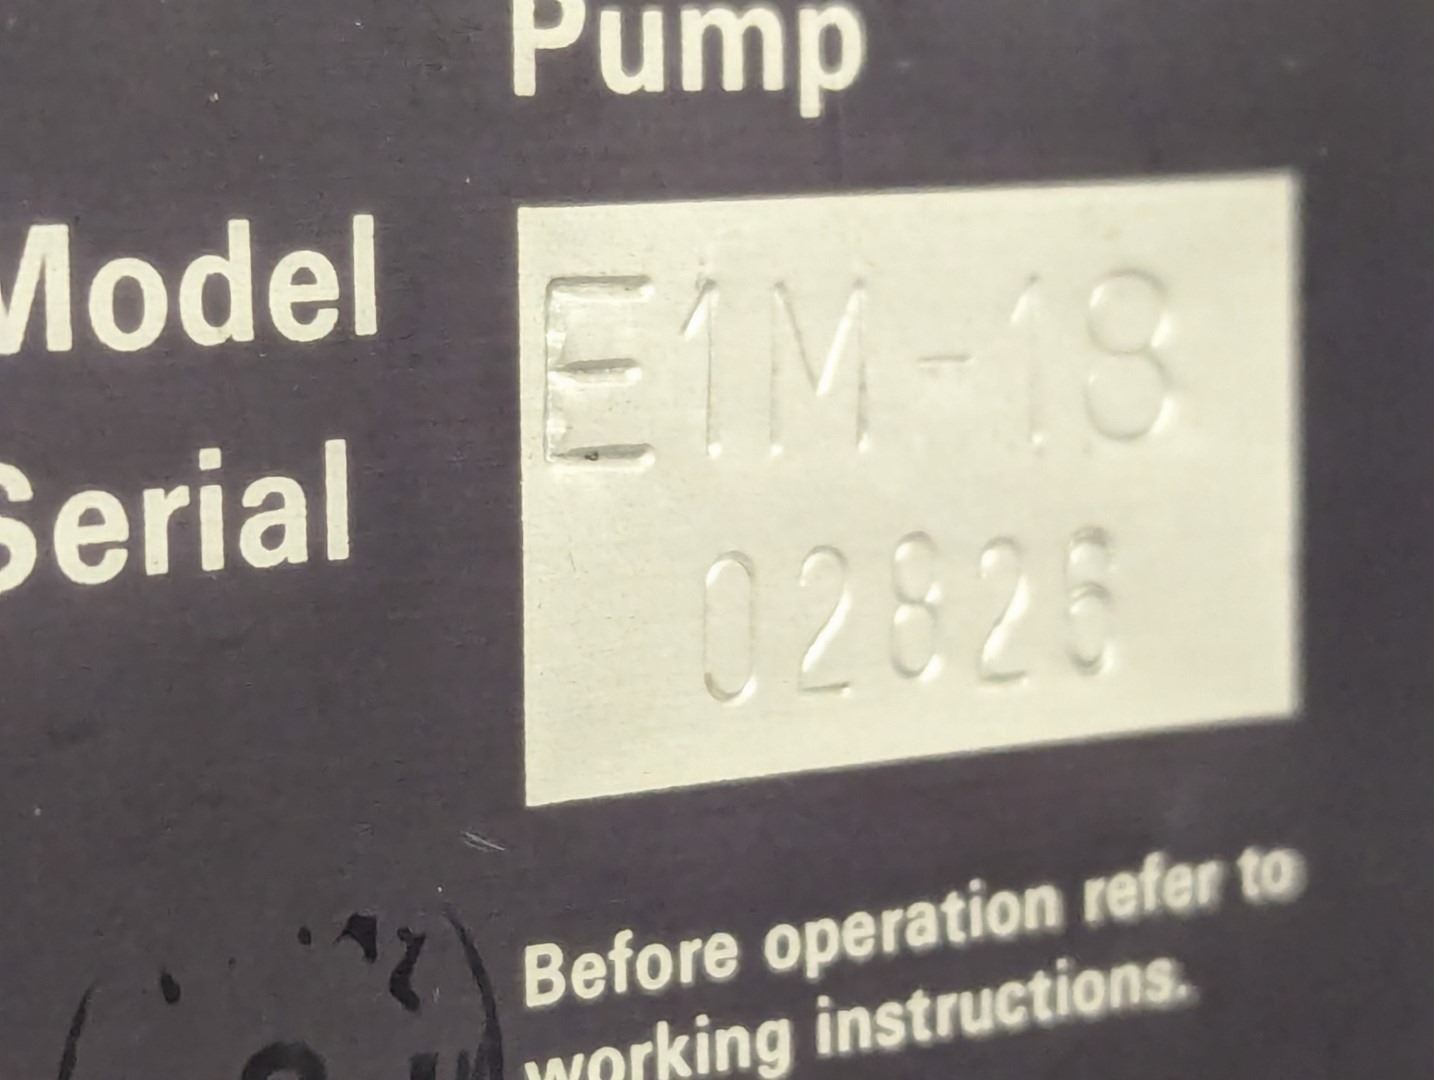 Pump
Model E1M-18
Serial 02826
Before operation refer to
working instructions.